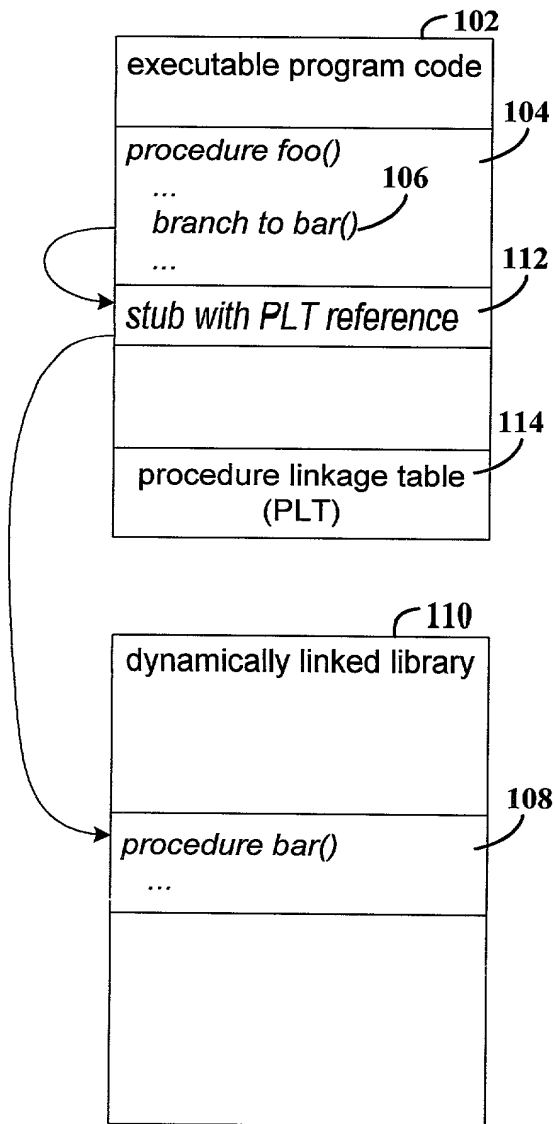 102
executable program code
104
procedure foo()
...
106
branch to bar()
...
112
stub with PLT reference
114
procedure linkage table
(PLT)
110
dynamically linked library
108
procedure bar()
...